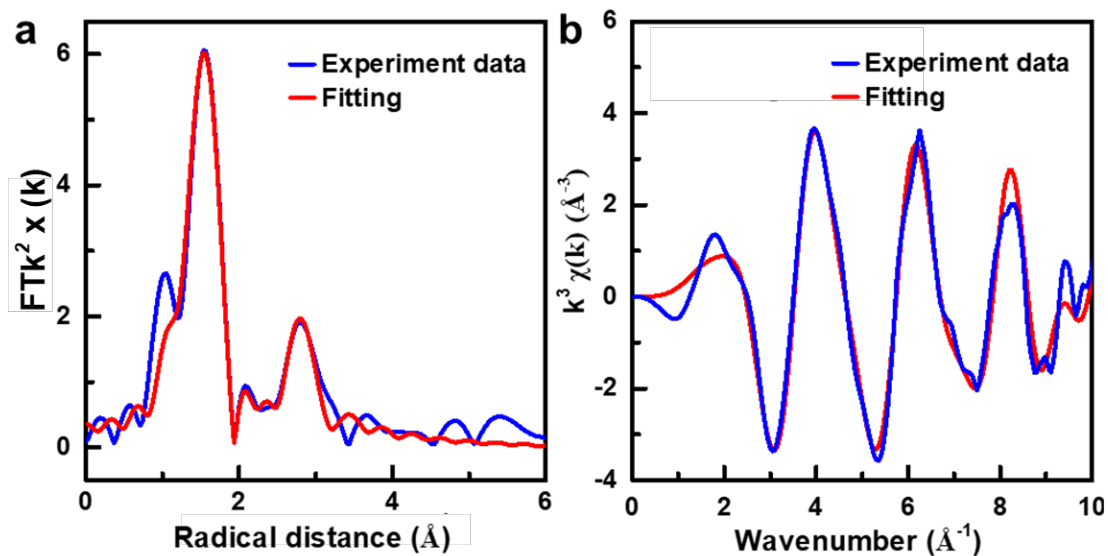 a
6
4
2
0
FTk² x (k)
Experiment data
Fitting
0 2 4 6
Radical distance (Å)
b
6
4
2
0
-2
-4
k³ χ(k) (Å⁻³)
Experiment data
Fitting
0 2 4 6 8 10
Wavenumber (Å⁻¹)